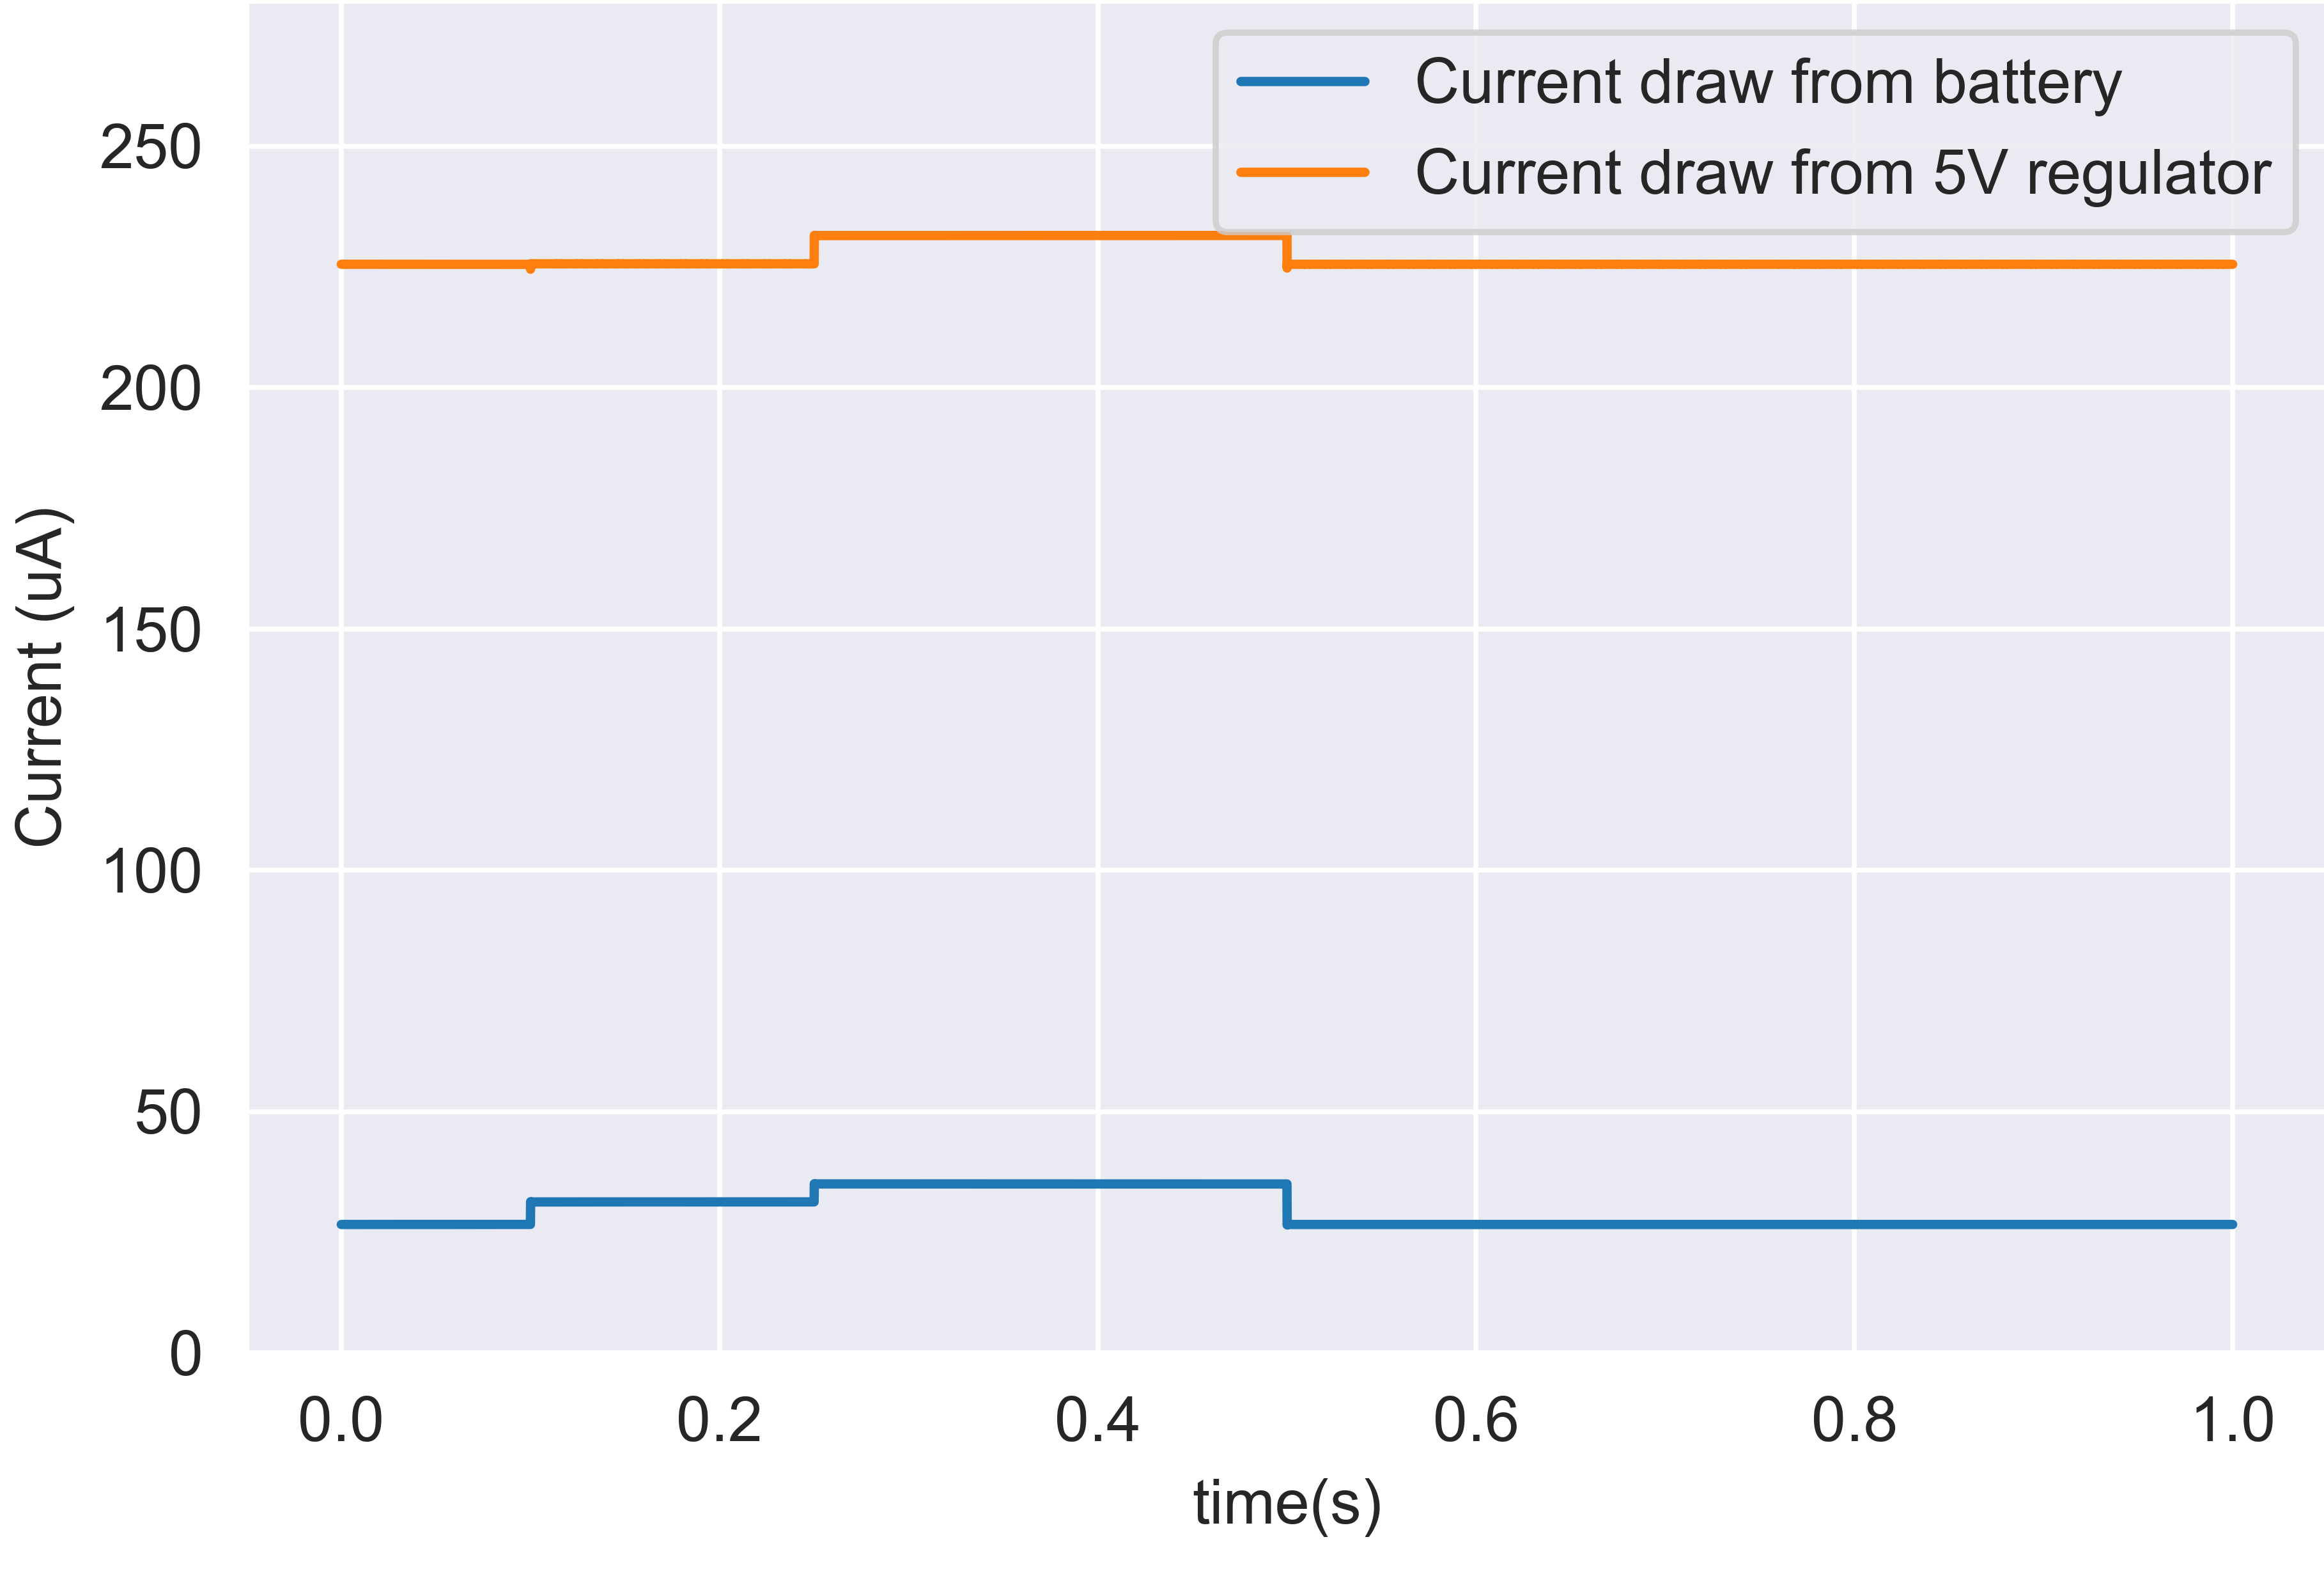 Current draw from battery
Current draw from 5V regulator
250
200
150
100
50
0
Current (uA)
0.0 0.2 0.4 0.6 0.8 1.0
time(s)